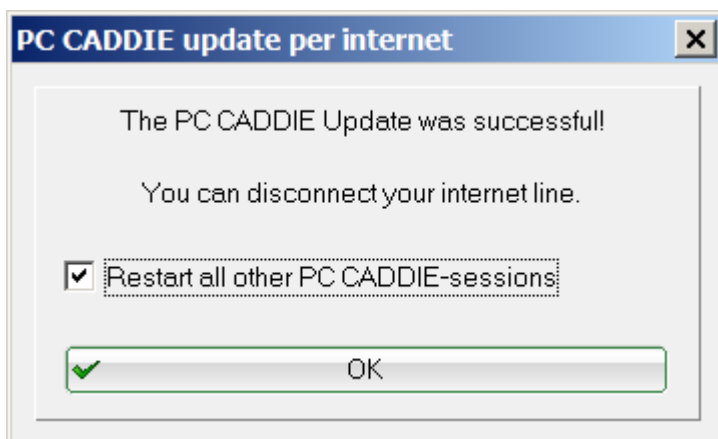 PC CADDIE update per internet
The PC CADDIE Update was successful!
You can disconnect your internet line.
Restart all other PC CADDIE-sessions
OK